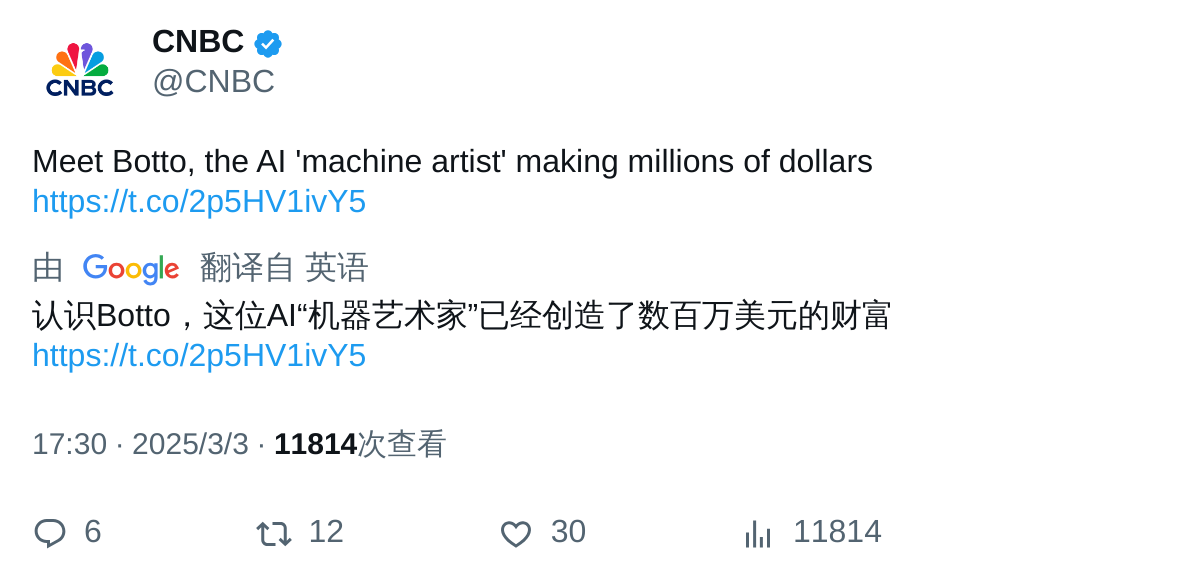 CNBC
CNBC
@CNBC
Meet Botto, the AI 'machine artist' making millions of dollars
https://t.co/2p5HV1ivY5
由 Google 翻译自 英语
认识Botto，这位AI“机器艺术家”已经创造了数百万美元的财富
https://t.co/2p5HV1ivY5
17:30 · 2025/3/3 · 11814次查看
6 12 30 11814